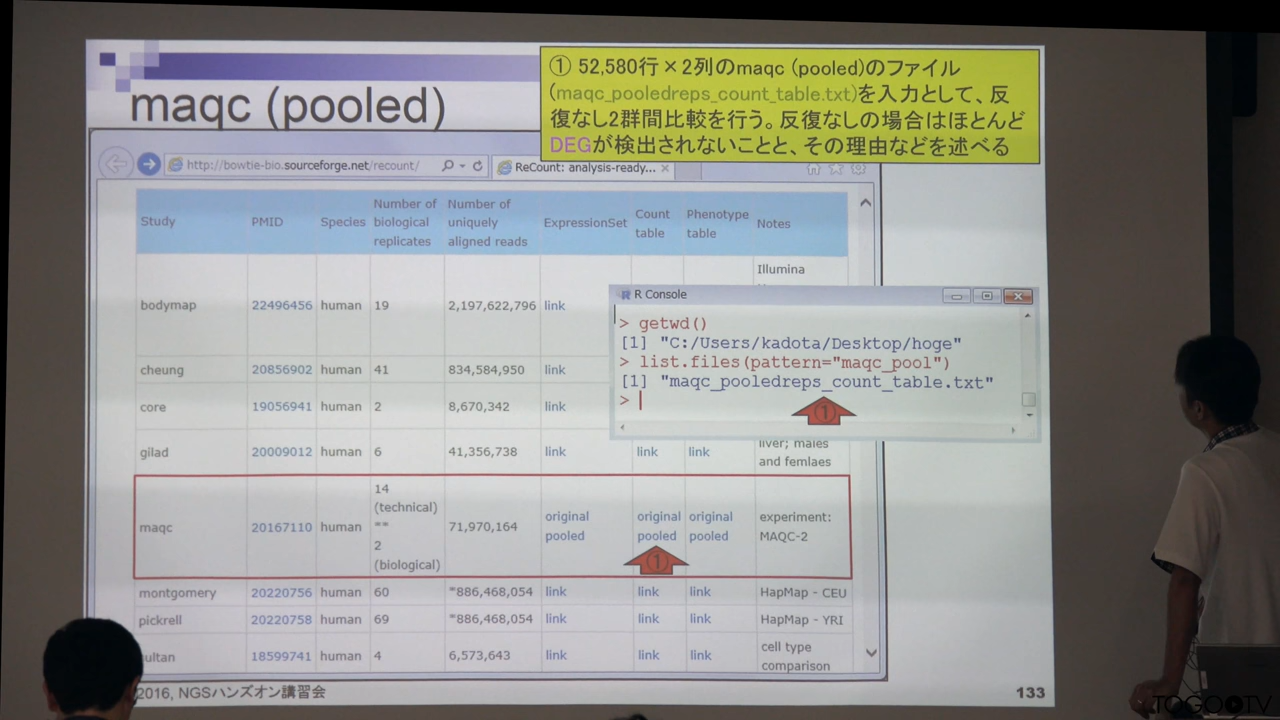 maqc (pooled)
① 52,580行×2列のmaqc (pooled)のファイル
(maqc_pooledreps_count_table.txt)を入力として、反
復なし2群間比較を行う。反復なしの場合はほとんど
DEGが検出されないことと、その理由などを述べる
http://bowtie-bio.sourceforge.net/recount/
ReCount: analysis-ready...
Study PMID Species Number of biological replicates Number of uniquely aligned reads ExpressionSet Count table Phenotype table Notes
Illumina
bodymap 22496456 human 19 2,197,622,796 link
cheung 20856902 human 41 834,584,950 link
core 19056941 human 2 8,670,342 link
gilad 20009012 human 6 41,356,738 link link link liver; males
and femlaes
R Console
> getwd()
[1] "C:/Users/kadota/Desktop/hoge"
> list.files(pattern="maqc_pool")
[1] "maqc_pooledreps_count_table.txt"
>
①
maqc 20167110 human 14 (technical) ** 2 (biological) 71,970,164 original pooled original pooled original pooled experiment: MAQC-2
①
montgomery 20220756 human 60 *886,468,054 link link link HapMap - CEU
pickrell 20220758 human 69 *886,468,054 link link link HapMap - YRI
ultan 18599741 human 4 6,573,643 link link link cell type comparison
2016, NGSハンズオン講習会
133
TOGOTV